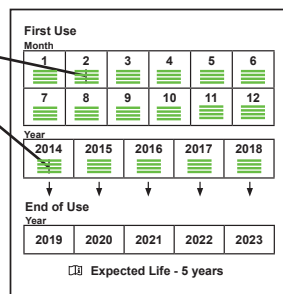 First Use
Month
1 2 3 4 5 6
7 8 9 10 11 12
Year
2014 2015 2016 2017 2018
End of Use
Year
2019 2020 2021 2022 2023
Expected Life - 5 years